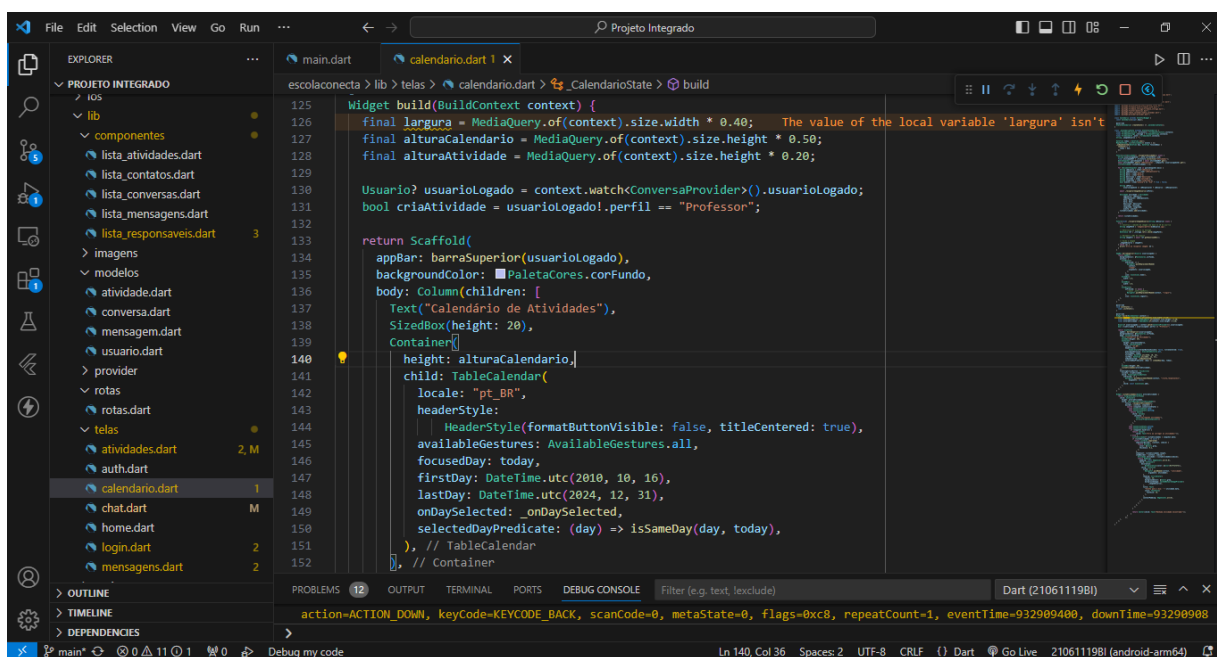 File Edit Selection View Go Run ··· Projeto Integrado
EXPLORER ···
PROJETO INTEGRADO
ios
lib
componentes
lista_atividades.dart
lista_contatos.dart
lista_conversas.dart
lista_mensagens.dart
lista_responsaveis.dart 3
imagens
modelos
atividade.dart
conversa.dart
mensagem.dart
usuario.dart
provider
rotas
rotas.dart
telas
atividades.dart 2, M
auth.dart
calendario.dart 1
chat.dart M
home.dart
login.dart 2
mensagens.dart 2
OUTLINE
TIMELINE
DEPENDENCIES
5
1
1
main.dart calendario.dart 1 ×
escolaconecta > lib > telas > calendario.dart > _CalendarioState > build
125 Widget build(BuildContext context) {
126 final largura = MediaQuery.of(context).size.width * 0.40; The value of the local variable 'largura' isn't
127 final alturaCalendario = MediaQuery.of(context).size.height * 0.50;
128 final alturaAtividade = MediaQuery.of(context).size.height * 0.20;
129
130 Usuario? usuarioLogado = context.watch<ConversaProvider>().usuarioLogado;
131 bool criaAtividade = usuarioLogado!.perfil == "Professor";
132
133 return Scaffold(
134 appBar: barraSuperior(usuarioLogado),
135 backgroundColor: PaletaCores.corFundo,
136 body: Column(children: [
137 Text("Calendário de Atividades"),
138 SizedBox(height: 20),
139 Container(
140 height: alturaCalendario,
141 child: TableCalendar(
142 locale: "pt_BR",
143 headerStyle:
144 HeaderStyle(formatButtonVisible: false, titleCentered: true),
145 availableGestures: AvailableGestures.all,
146 focusedDay: today,
147 firstDay: DateTime.utc(2010, 10, 16),
148 lastDay: DateTime.utc(2024, 12, 31),
149 onDaySelected: _onDaySelected,
150 selectedDayPredicate: (day) => isSameDay(day, today),
151 ), // TableCalendar
152 ), // Container
PROBLEMS 12 OUTPUT TERMINAL PORTS DEBUG CONSOLE Filter (e.g. text, !exclude) Dart (21061119BI)
action=ACTION_DOWN, keyCode=KEYCODE_BACK, scanCode=0, metaState=0, flags=0xc8, repeatCount=1, eventTime=932909400, downTime=93290908
>
main* 0 11 1 0 Debug my code Ln 140, Col 36 Spaces: 2 UTF-8 CRLF {} Dart Go Live 21061119BI (android-arm64)